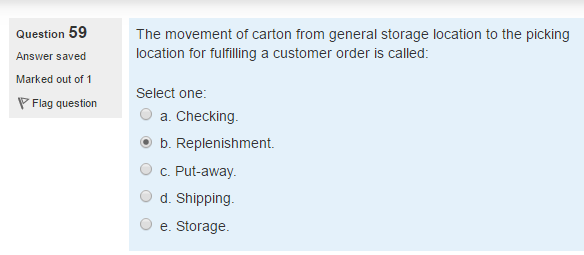 Question 59
Answer saved
Marked out of 1
Flag question
The movement of carton from general storage location to the picking
location for fulfilling a customer order is called:
Select one:
a. Checking.
b. Replenishment.
c. Put-away.
d. Shipping.
e. Storage.